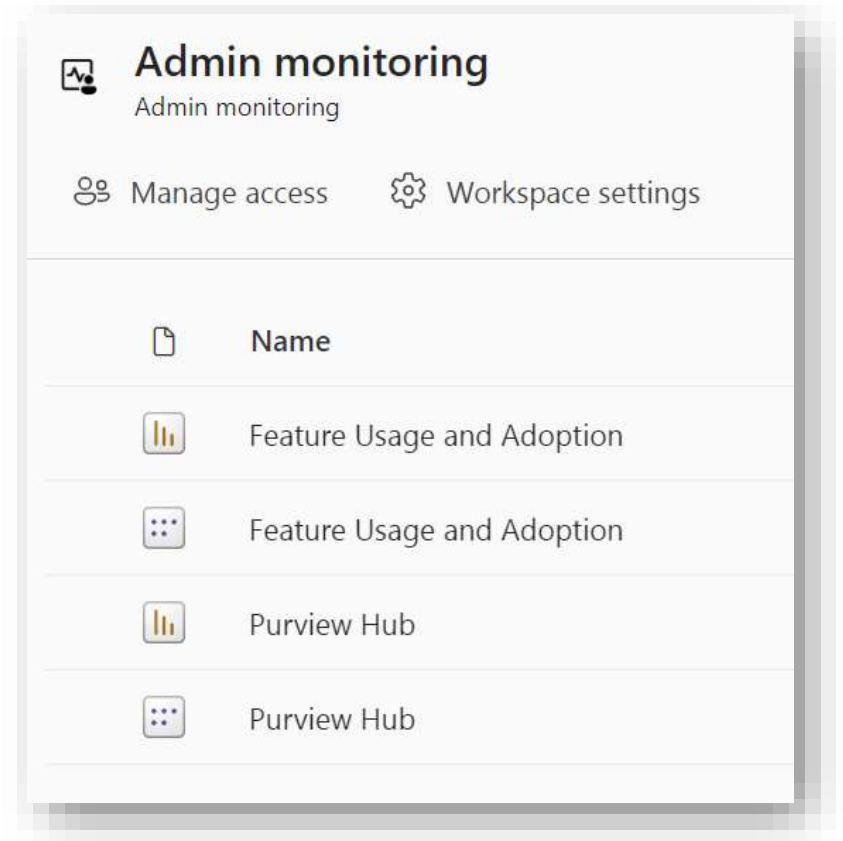 Admin monitoring
Admin monitoring
Manage access Workspace settings
Name
Feature Usage and Adoption
Feature Usage and Adoption
Purview Hub
Purview Hub